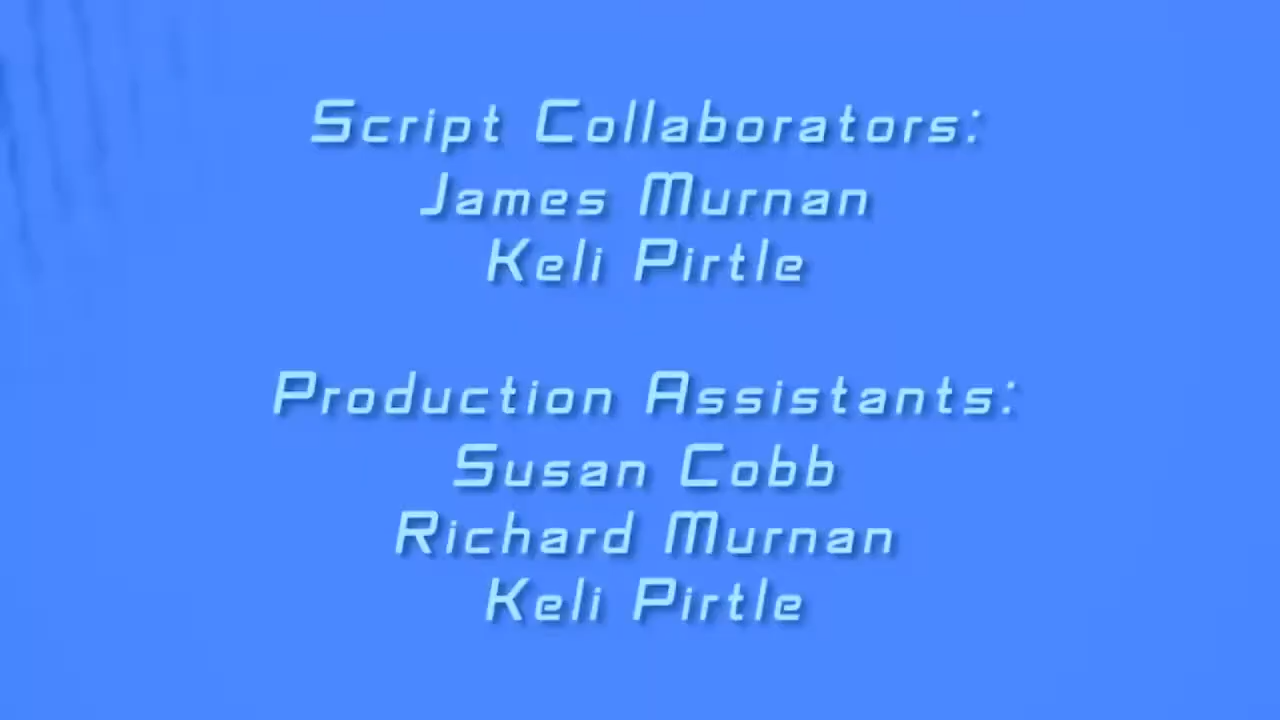 Script Collaborators:
James Murnan
Keli Pirtle
Production Assistants:
Susan Cobb
Richard Murnan
Keli Pirtle